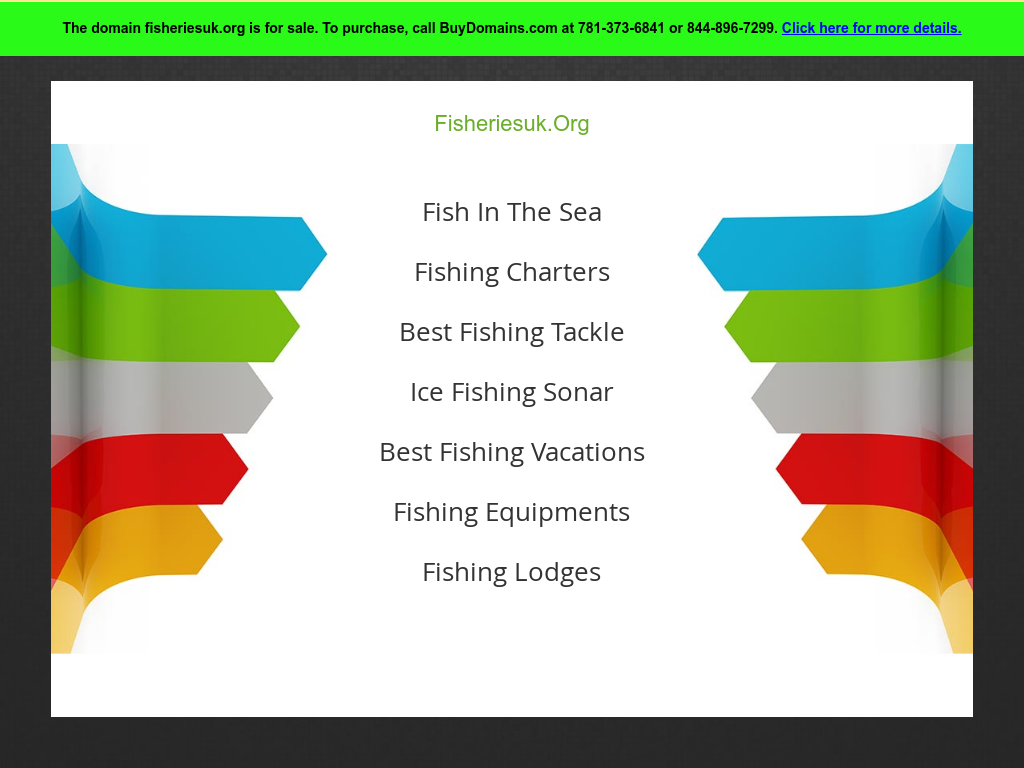 The domain fisheriesuk.org is for sale. To purchase, call BuyDomains.com at 781-373-6841 or 844-896-7299. Click here for more details.
Fisheriesuk.Org
Fish In The Sea
Fishing Charters
Best Fishing Tackle
Ice Fishing Sonar
Best Fishing Vacations
Fishing Equipments
Fishing Lodges